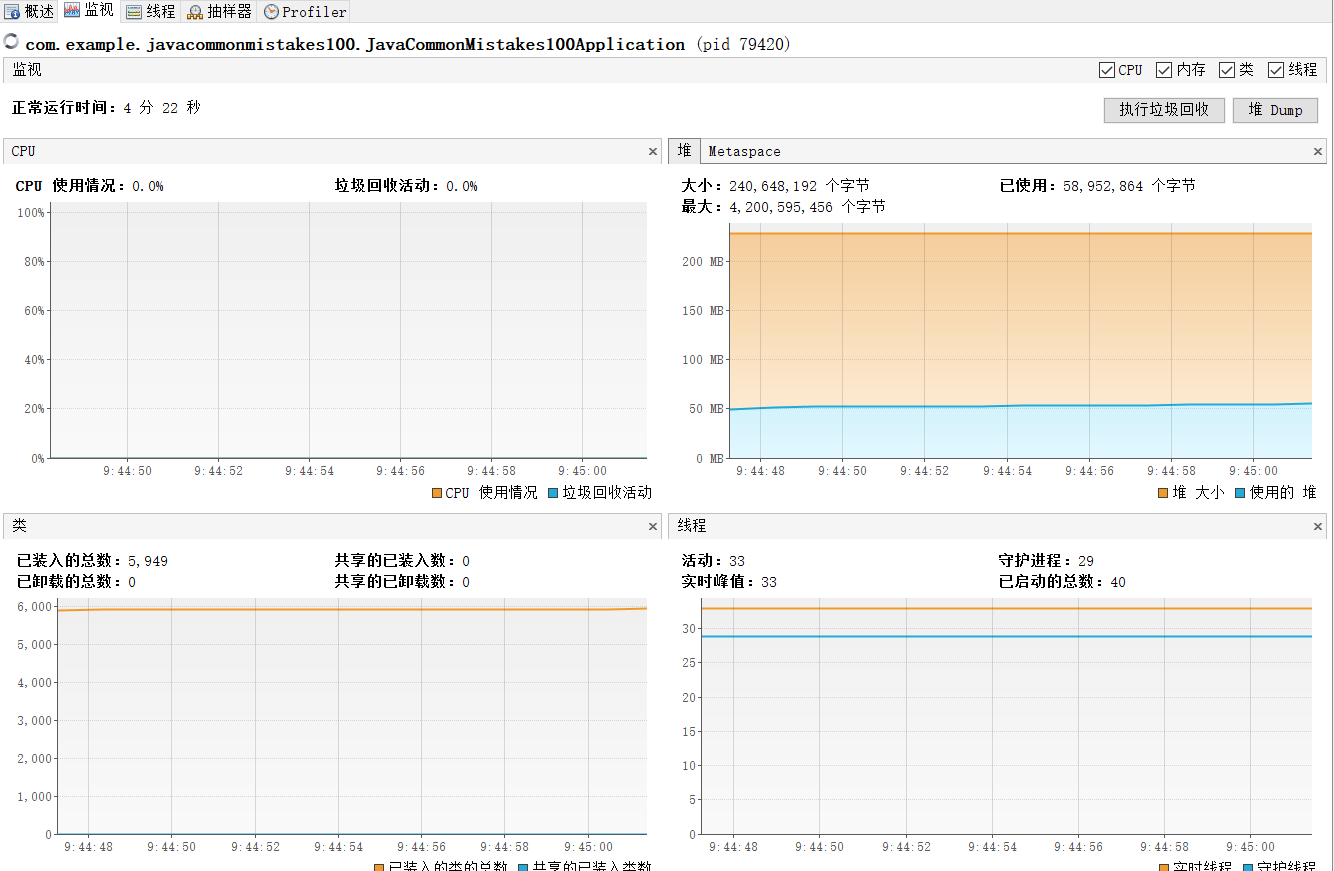 概述 监视 线程 抽样器 Profiler
com.example.javacommonmistakes100.JavaCommonMistakes100Application (pid 79420)
监视 CPU 内存 类 线程
正常运行时间: 4 分 22 秒 执行垃圾回收 堆 Dump
CPU ×
CPU 使用情况: 0.0% 垃圾回收活动: 0.0%
100%
80%
60%
40%
20%
0%
9:44:50 9:44:52 9:44:54 9:44:56 9:44:58 9:45:00
CPU 使用情况 垃圾回收活动
堆 Metaspace ×
大小: 240,648,192 个字节 已使用: 58,952,864 个字节
最大: 4,200,595,456 个字节
200 MB
150 MB
100 MB
50 MB
0 MB
9:44:48 9:44:50 9:44:52 9:44:54 9:44:56 9:44:58 9:45:00
堆 大小 使用的 堆
类 ×
已装入的总数: 5,949 共享的已装入数: 0
已卸载的总数: 0 共享的已卸载数: 0
6,000
5,000
4,000
3,000
2,000
1,000
0
9:44:48 9:44:50 9:44:52 9:44:54 9:44:56 9:44:58 9:45:00
已装入的类的总数 共享的已装入类数
线程 ×
活动: 33 守护进程: 29
实时峰值: 33 已启动的总数: 40
30
25
20
15
10
5
0
9:44:48 9:44:50 9:44:52 9:44:54 9:44:56 9:44:58 9:45:00
实时线程 守护线程